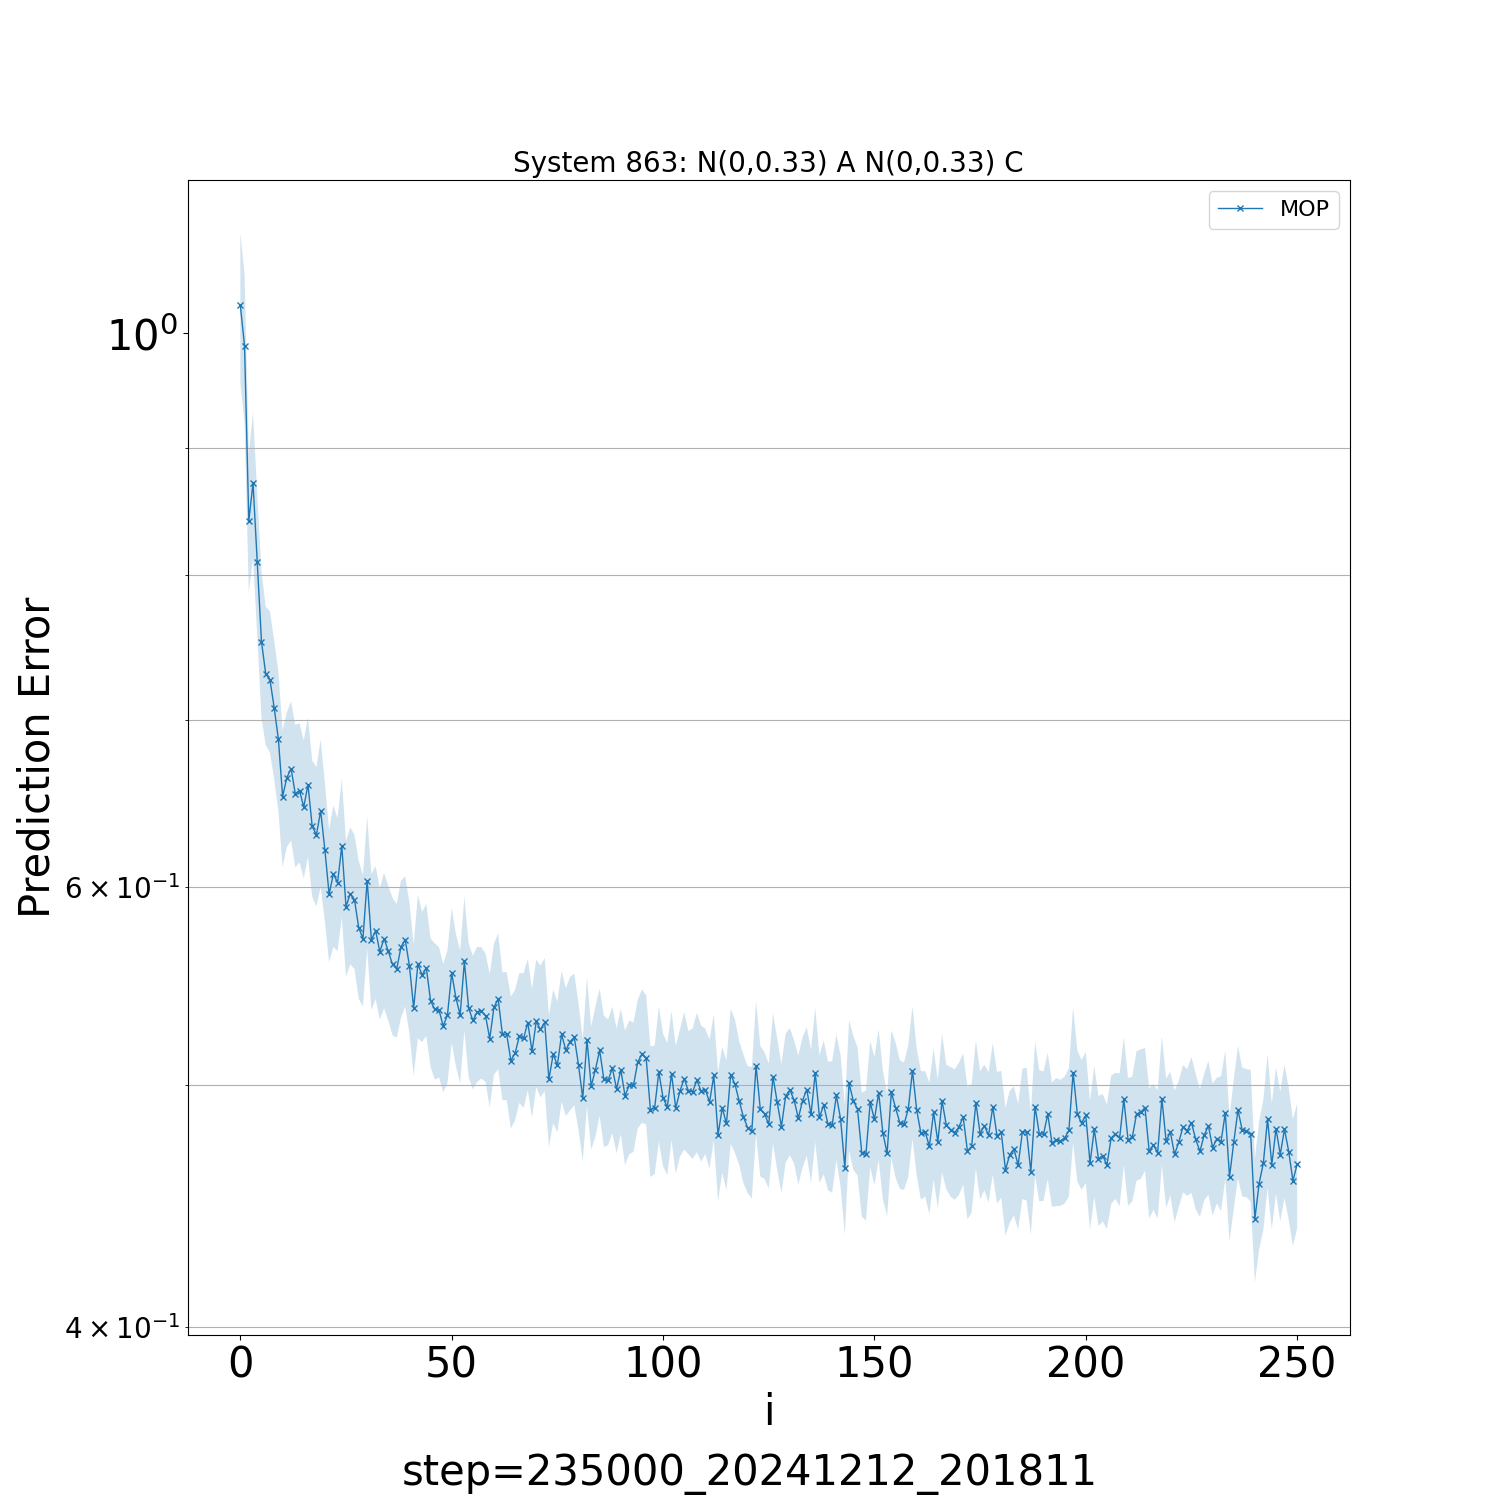 System 863: N(0,0.33) A N(0,0.33) C
MOP
10⁰
6 × 10⁻¹
4 × 10⁻¹
Prediction Error
0 50 100 150 200 250
i
step=235000_20241212_201811